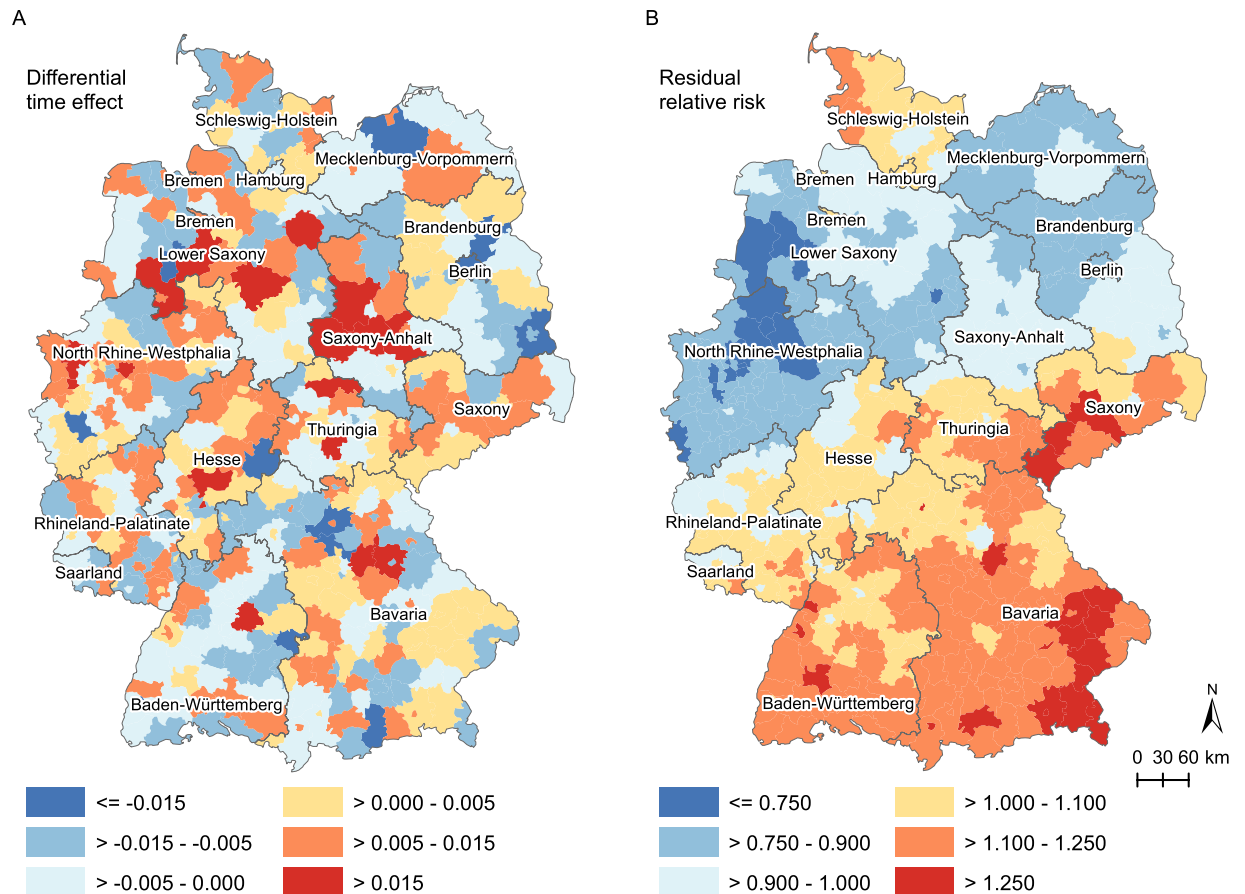 A
Differential
time effect
Schleswig-Holstein
Mecklenburg-Vorpommern
Bremen
Hamburg
Bremen
Brandenburg
Lower Saxony
Berlin
Saxony-Anhalt
North Rhine-Westphalia
Saxony
Thuringia
Hesse
Rhineland-Palatinate
Saarland
Bavaria
Baden-Württemberg
<= -0.015
> -0.015 - -0.005
> -0.005 - 0.000
> 0.000 - 0.005
> 0.005 - 0.015
> 0.015
B
Residual
relative risk
Schleswig-Holstein
Mecklenburg-Vorpommern
Bremen
Hamburg
Bremen
Brandenburg
Lower Saxony
Berlin
Saxony-Anhalt
North Rhine-Westphalia
Saxony
Thuringia
Hesse
Rhineland-Palatinate
Saarland
Bavaria
Baden-Württemberg
N
0 30 60 km
<= 0.750
> 0.750 - 0.900
> 0.900 - 1.000
> 1.000 - 1.100
> 1.100 - 1.250
> 1.250